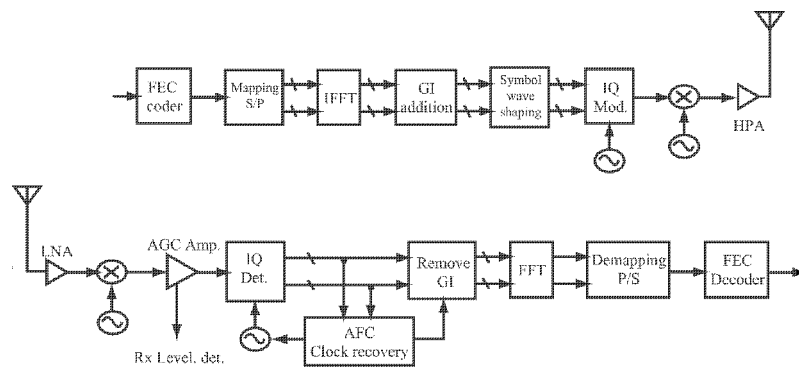 FEC
coder
Mapping
S/P
IFFT
GI
addition
Symbol
wave
shaping
IQ
Mod.
HPA
LNA
AGC Amp.
IQ
Det.
Remove
GI
FFT
Demapping
P/S
FEC
Decoder
AFC
Clock recovery
Rx Level. det.